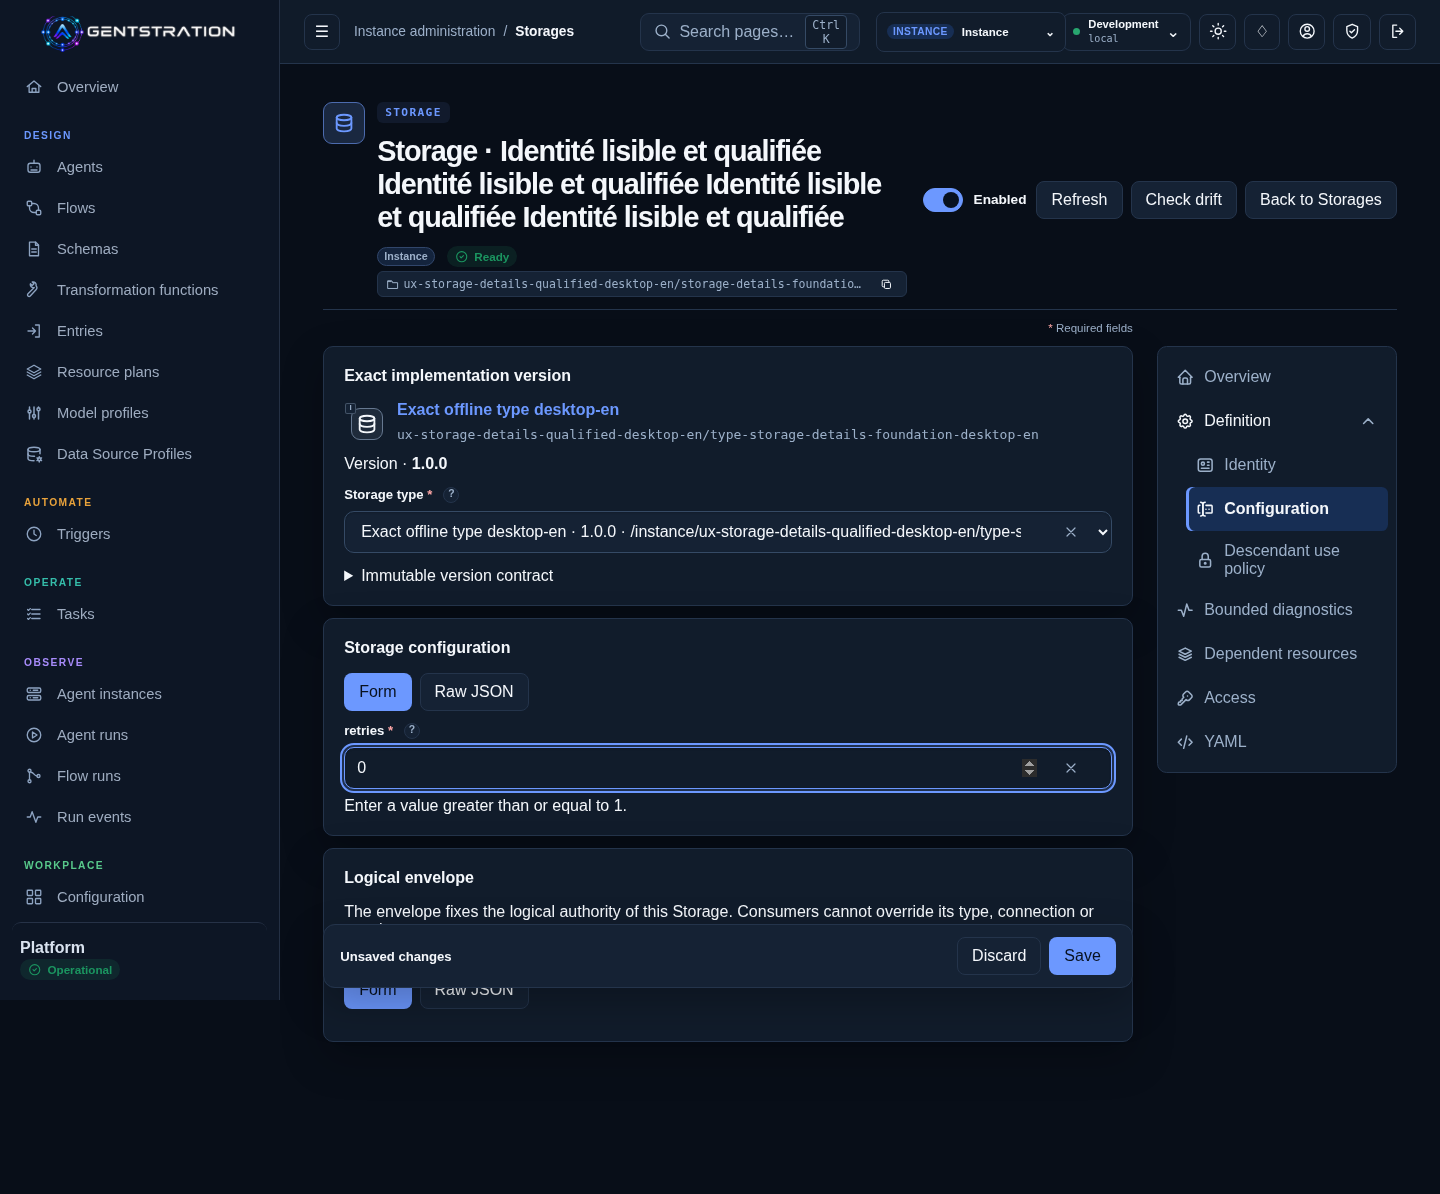 GENTSTRATION
Overview
DESIGN
Agents
Flows
Schemas
Transformation functions
Entries
Resource plans
Model profiles
Data Source Profiles
AUTOMATE
Triggers
OPERATE
Tasks
OBSERVE
Agent instances
Agent runs
Flow runs
Run events
WORKPLACE
Configuration
Platform
Operational
Instance administration / Storages
Search pages…
Ctrl
K
INSTANCE Instance
Development
local
STORAGE
Storage · Identité lisible et qualifiée
Identité lisible et qualifiée Identité lisible
et qualifiée Identité lisible et qualifiée
Enabled
Refresh
Check drift
Back to Storages
Instance
Ready
ux-storage-details-qualified-desktop-en/storage-details-foundatio…
* Required fields
Exact implementation version
Exact offline type desktop-en
ux-storage-details-qualified-desktop-en/type-storage-details-foundation-desktop-en
Version · 1.0.0
Storage type * ?
Exact offline type desktop-en · 1.0.0 · /instance/ux-storage-details-qualified-desktop-en/type-s
Immutable version contract
Storage configuration
Form
Raw JSON
retries * ?
0
Enter a value greater than or equal to 1.
Logical envelope
The envelope fixes the logical authority of this Storage. Consumers cannot override its type, connection or
Unsaved changes
Discard
Save
Form
Raw JSON
Overview
Definition
Identity
Configuration
Descendant use
policy
Bounded diagnostics
Dependent resources
Access
YAML